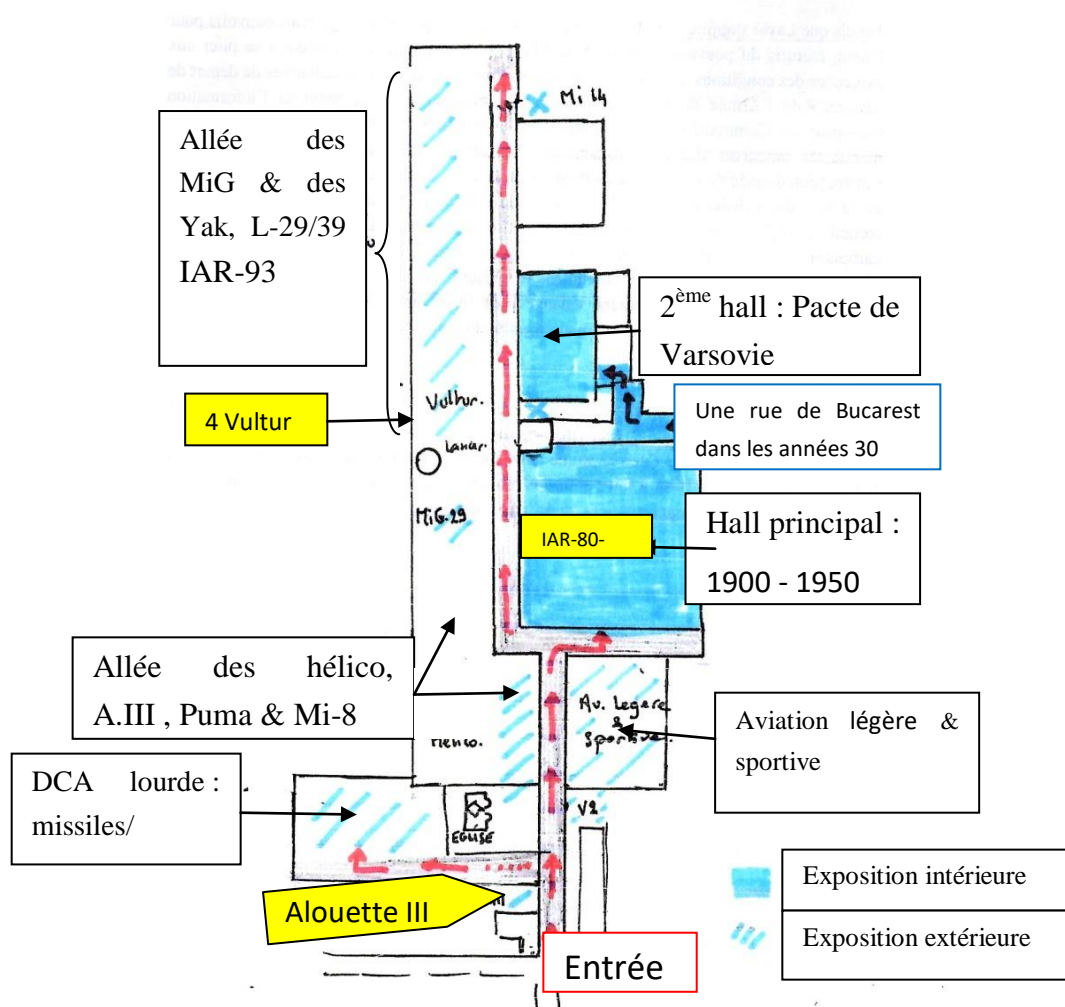 Mi 14
Allée des
MiG & des
Yak, L-29/39
IAR-93
2ème hall : Pacte de
Varsovie
Vultur.
4 Vultur
Une rue de Bucarest
dans les années 30
Lancar.
MiG-29
IAR-80-
Hall principal :
1900 - 1950
Allée des hélico,
A.III , Puma & Mi-8
Av. Legere
&
Sportive.
Aviation légère &
sportive
DCA lourde :
missiles/
EGLISE
V2
Alouette III
Entrée
Exposition intérieure
Exposition extérieure